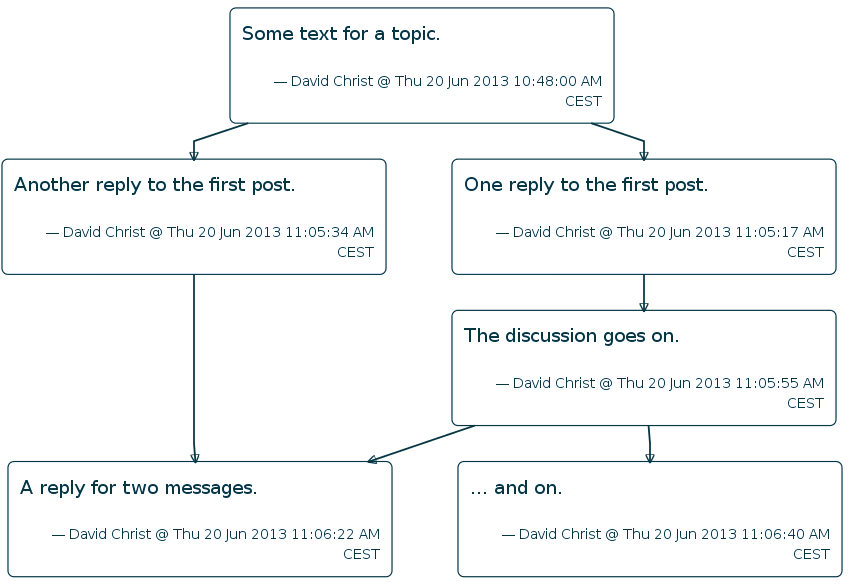 Some text for a topic.
— David Christ @ Thu 20 Jun 2013 10:48:00 AM
CEST
Another reply to the first post.
— David Christ @ Thu 20 Jun 2013 11:05:34 AM
CEST
One reply to the first post.
— David Christ @ Thu 20 Jun 2013 11:05:17 AM
CEST
The discussion goes on.
— David Christ @ Thu 20 Jun 2013 11:05:55 AM
CEST
A reply for two messages.
— David Christ @ Thu 20 Jun 2013 11:06:22 AM
CEST
... and on.
— David Christ @ Thu 20 Jun 2013 11:06:40 AM
CEST